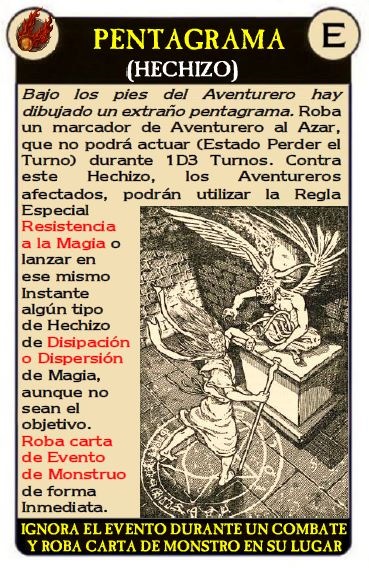 PENTAGRAMA
E
(HECHIZO)
Bajo los pies del Aventurero hay
dibujado un extraño pentagrama. Roba
un marcador de Aventurero al Azar,
que no podrá actuar (Estado Perder el
Turno) durante 1D3 Turnos. Contra
este Hechizo, los Aventureros
afectados, podrán utilizar la Regla
Especial
Resistencia
a la Magia o
lanzar en
ese mismo
Instante
algún tipo
de Hechizo
de Disipación
o Dispersión
de Magia,
aunque no
sean el
objetivo.
Roba carta
de Evento
de Monstruo
de forma
Inmediata.
IGNORA EL EVENTO DURANTE UN COMBATE
Y ROBA CARTA DE MONSTRO EN SU LUGAR